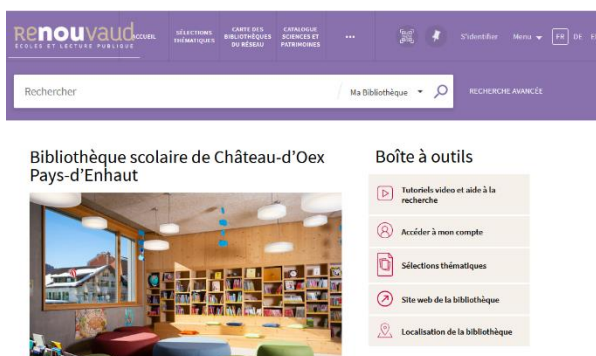 Renouvaud
ÉCOLES ET LECTURE PUBLIQUE
ACCUEIL
SÉLECTIONS
THÉMATIQUES
CARTE DES
BIBLIOTHÈQUES
DU RÉSEAU
CATALOGUE
SCIENCES ET
PATRIMOINES
•••
S'identifier
Menu
FR DE
Rechercher
Ma Bibliothèque
RECHERCHE AVANCÉE
Bibliothèque scolaire de Château-d'Oex
Pays-d'Enhaut
Boîte à outils
Tutoriels video et aide à la
recherche
Accéder à mon compte
Sélections thématiques
Site web de la bibliothèque
Localisation de la bibliothèque